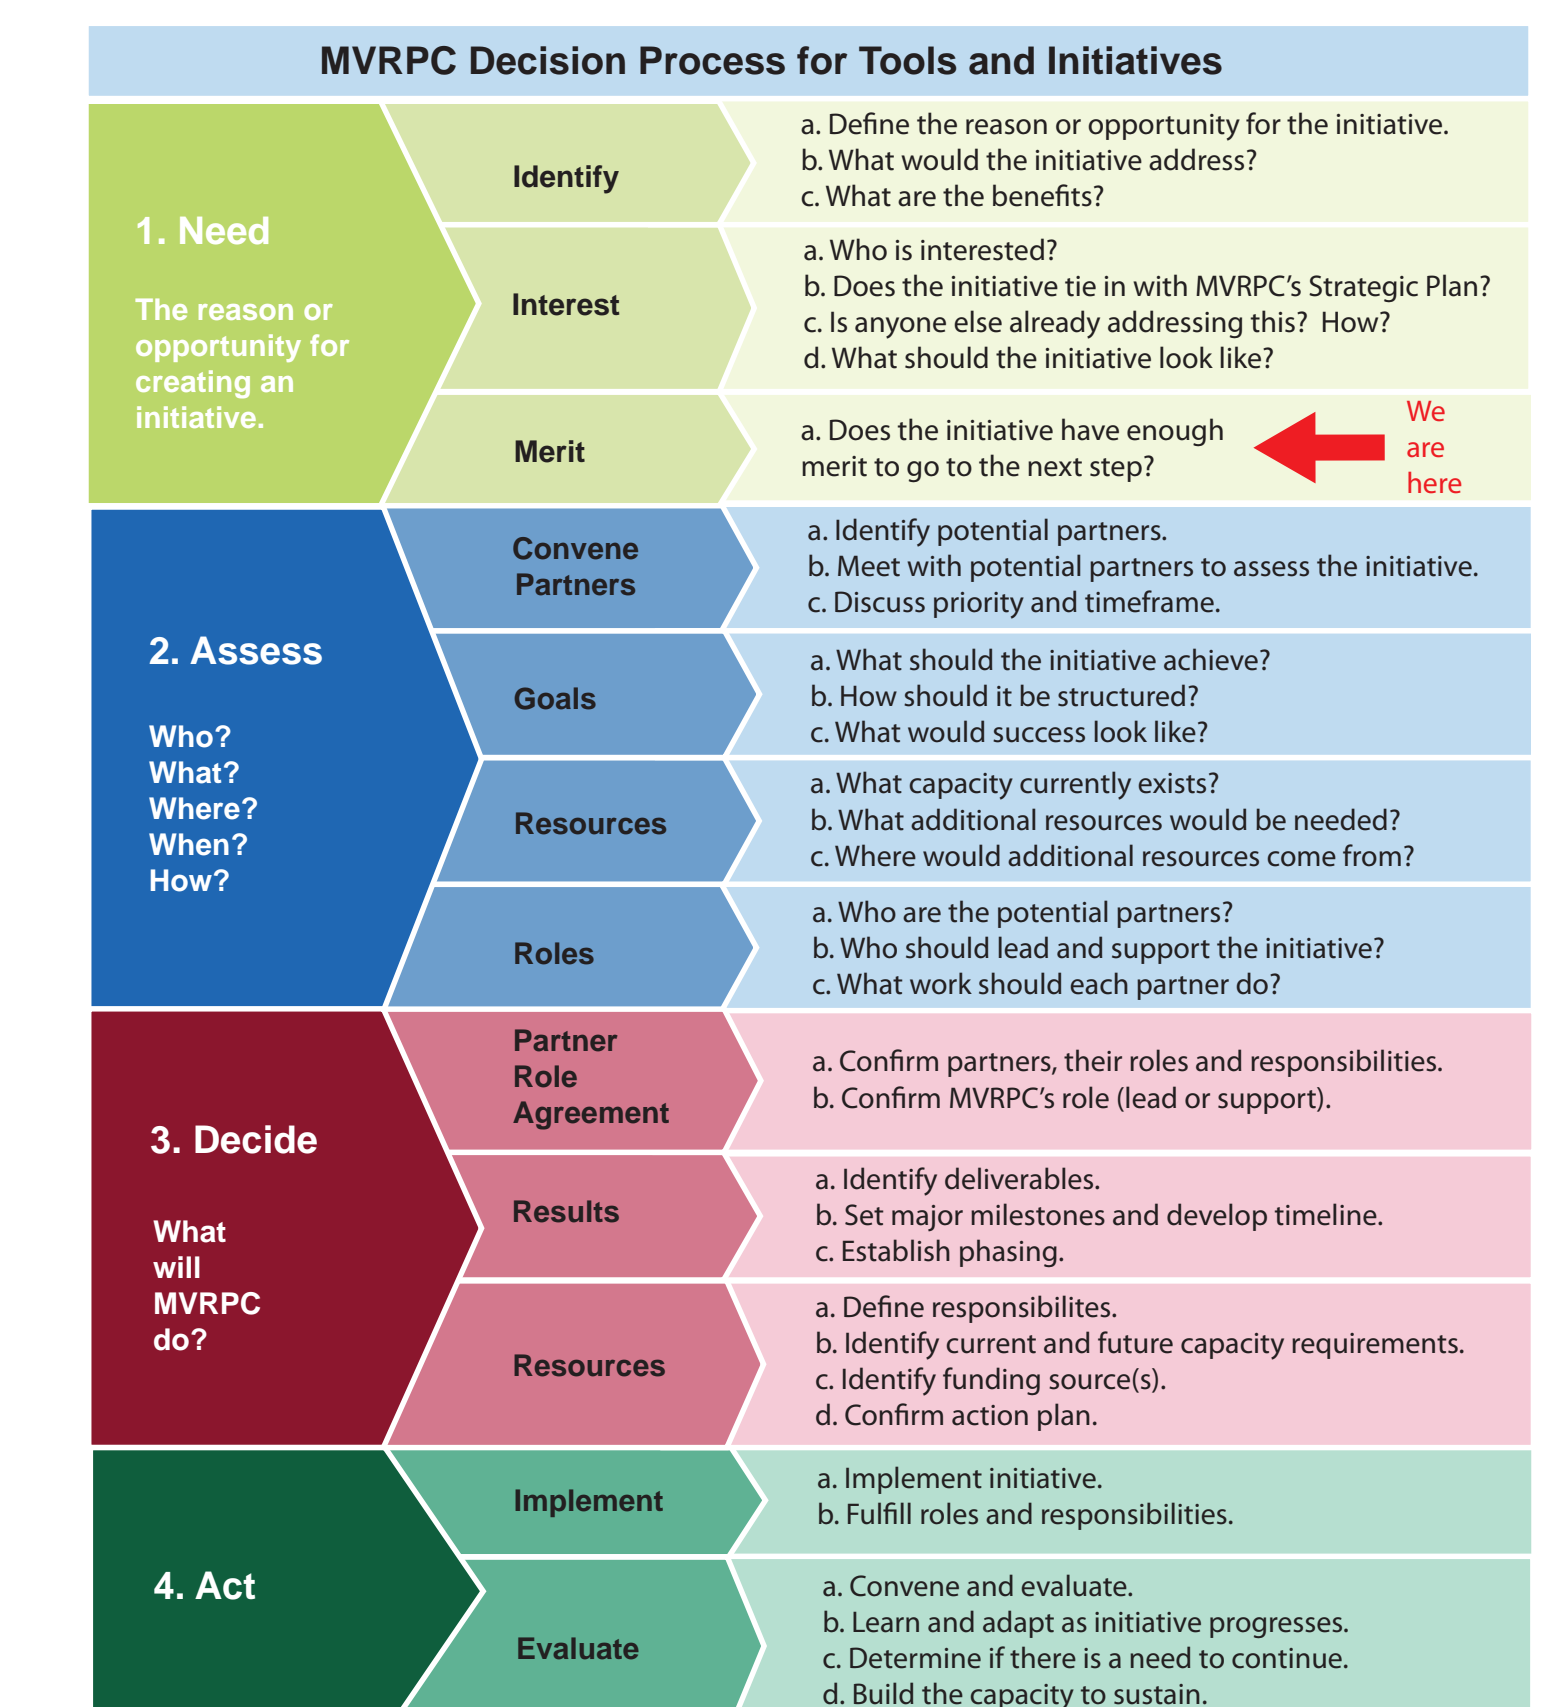 MVRPC Decision Process for Tools and Initiatives
1. Need
The reason or
opportunity for
creating an
initiative.
Identify
a. Define the reason or opportunity for the initiative.
b. What would the initiative address?
c. What are the benefits?
Interest
a. Who is interested?
b. Does the initiative tie in with MVRPC’s Strategic Plan?
c. Is anyone else already addressing this?  How?
d. What should the initiative look like?
Merit
a. Does the initiative have enough
merit to go to the next step?
We
are
here
2. Assess
Who?
What?
Where?
When?
How?
Convene
Partners
a. Identify potential partners.
b. Meet with potential partners to assess the initiative.
c. Discuss priority and timeframe.
Goals
a. What should the initiative achieve?
b. How should it be structured?
c. What would success look like?
Resources
a. What capacity currently exists?
b. What additional resources would be needed?
c. Where would additional resources come from?
Roles
a. Who are the potential partners?
b. Who should lead and support the initiative?
c. What work should each partner do?
3. Decide
What
will
MVRPC
do?
Partner
Role
Agreement
a. Confirm partners, their roles and responsibilities.
b. Confirm MVRPC’s role (lead or support).
Results
a. Identify deliverables.
b. Set major milestones and develop timeline.
c. Establish phasing.
Resources
a. Define responsibilites.
b. Identify current and future capacity requirements.
c. Identify funding source(s).
d. Confirm action plan.
4. Act
Implement
a. Implement initiative.
b. Fulfill roles and responsibilities.
Evaluate
a. Convene and evaluate.
b. Learn and adapt as initiative progresses.
c. Determine if there is a need to continue.
d. Build the capacity to sustain.